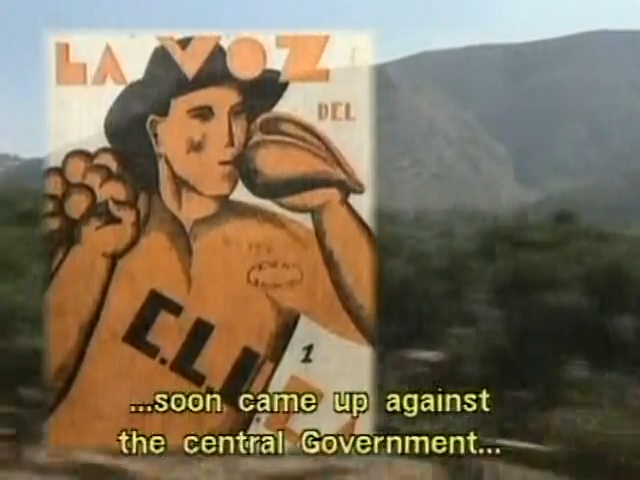 LA VOZ
DEL
C.L.U.
1
...soon came up against
the central Government...